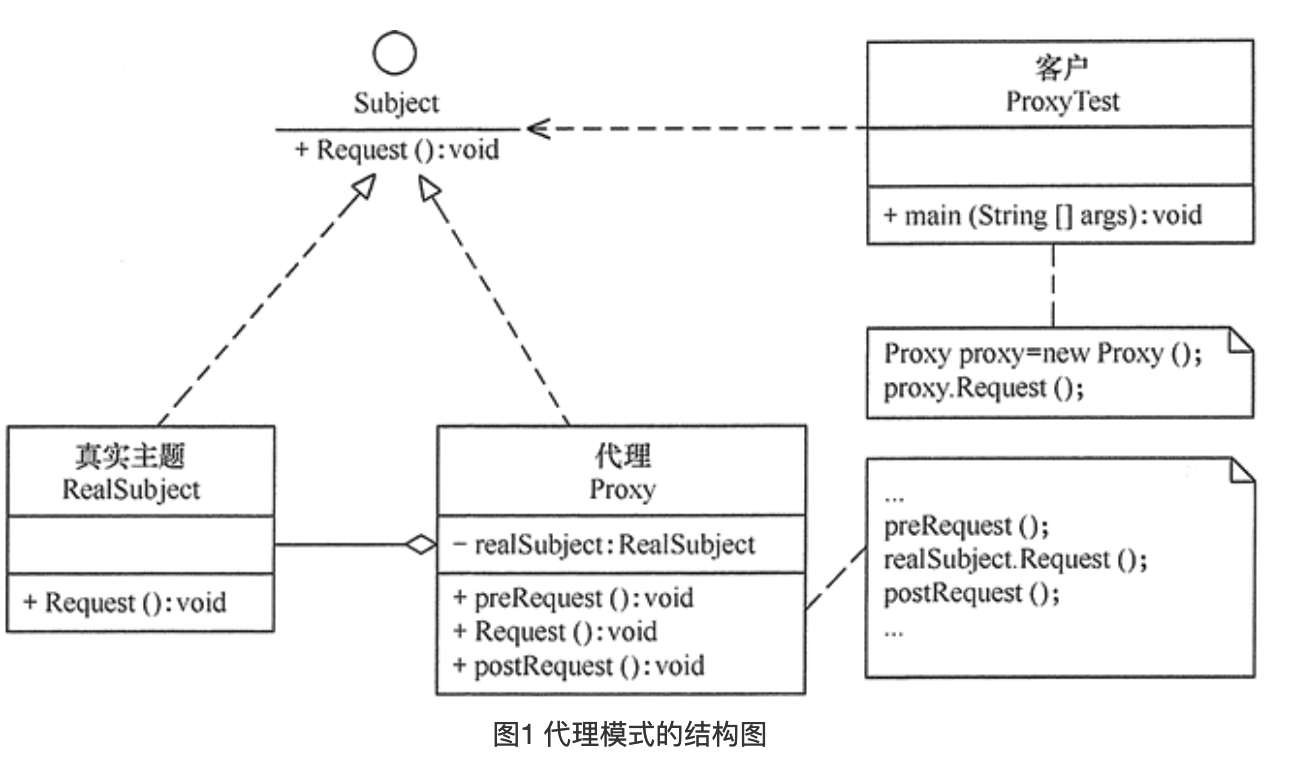 Subject
+ Request ( ) : void
客户
ProxyTest
+ main (String [] args) : void
Proxy proxy=new Proxy ( );
proxy.Request ( );
真实主题
RealSubject
+ Request ( ) : void
代理
Proxy
− realSubject : RealSubject
+ preRequest ( ) : void
+ Request ( ) : void
+ postRequest ( ) : void
...
preRequest ( );
realSubject.Request ( );
postRequest ( );
...
图1 代理模式的结构图